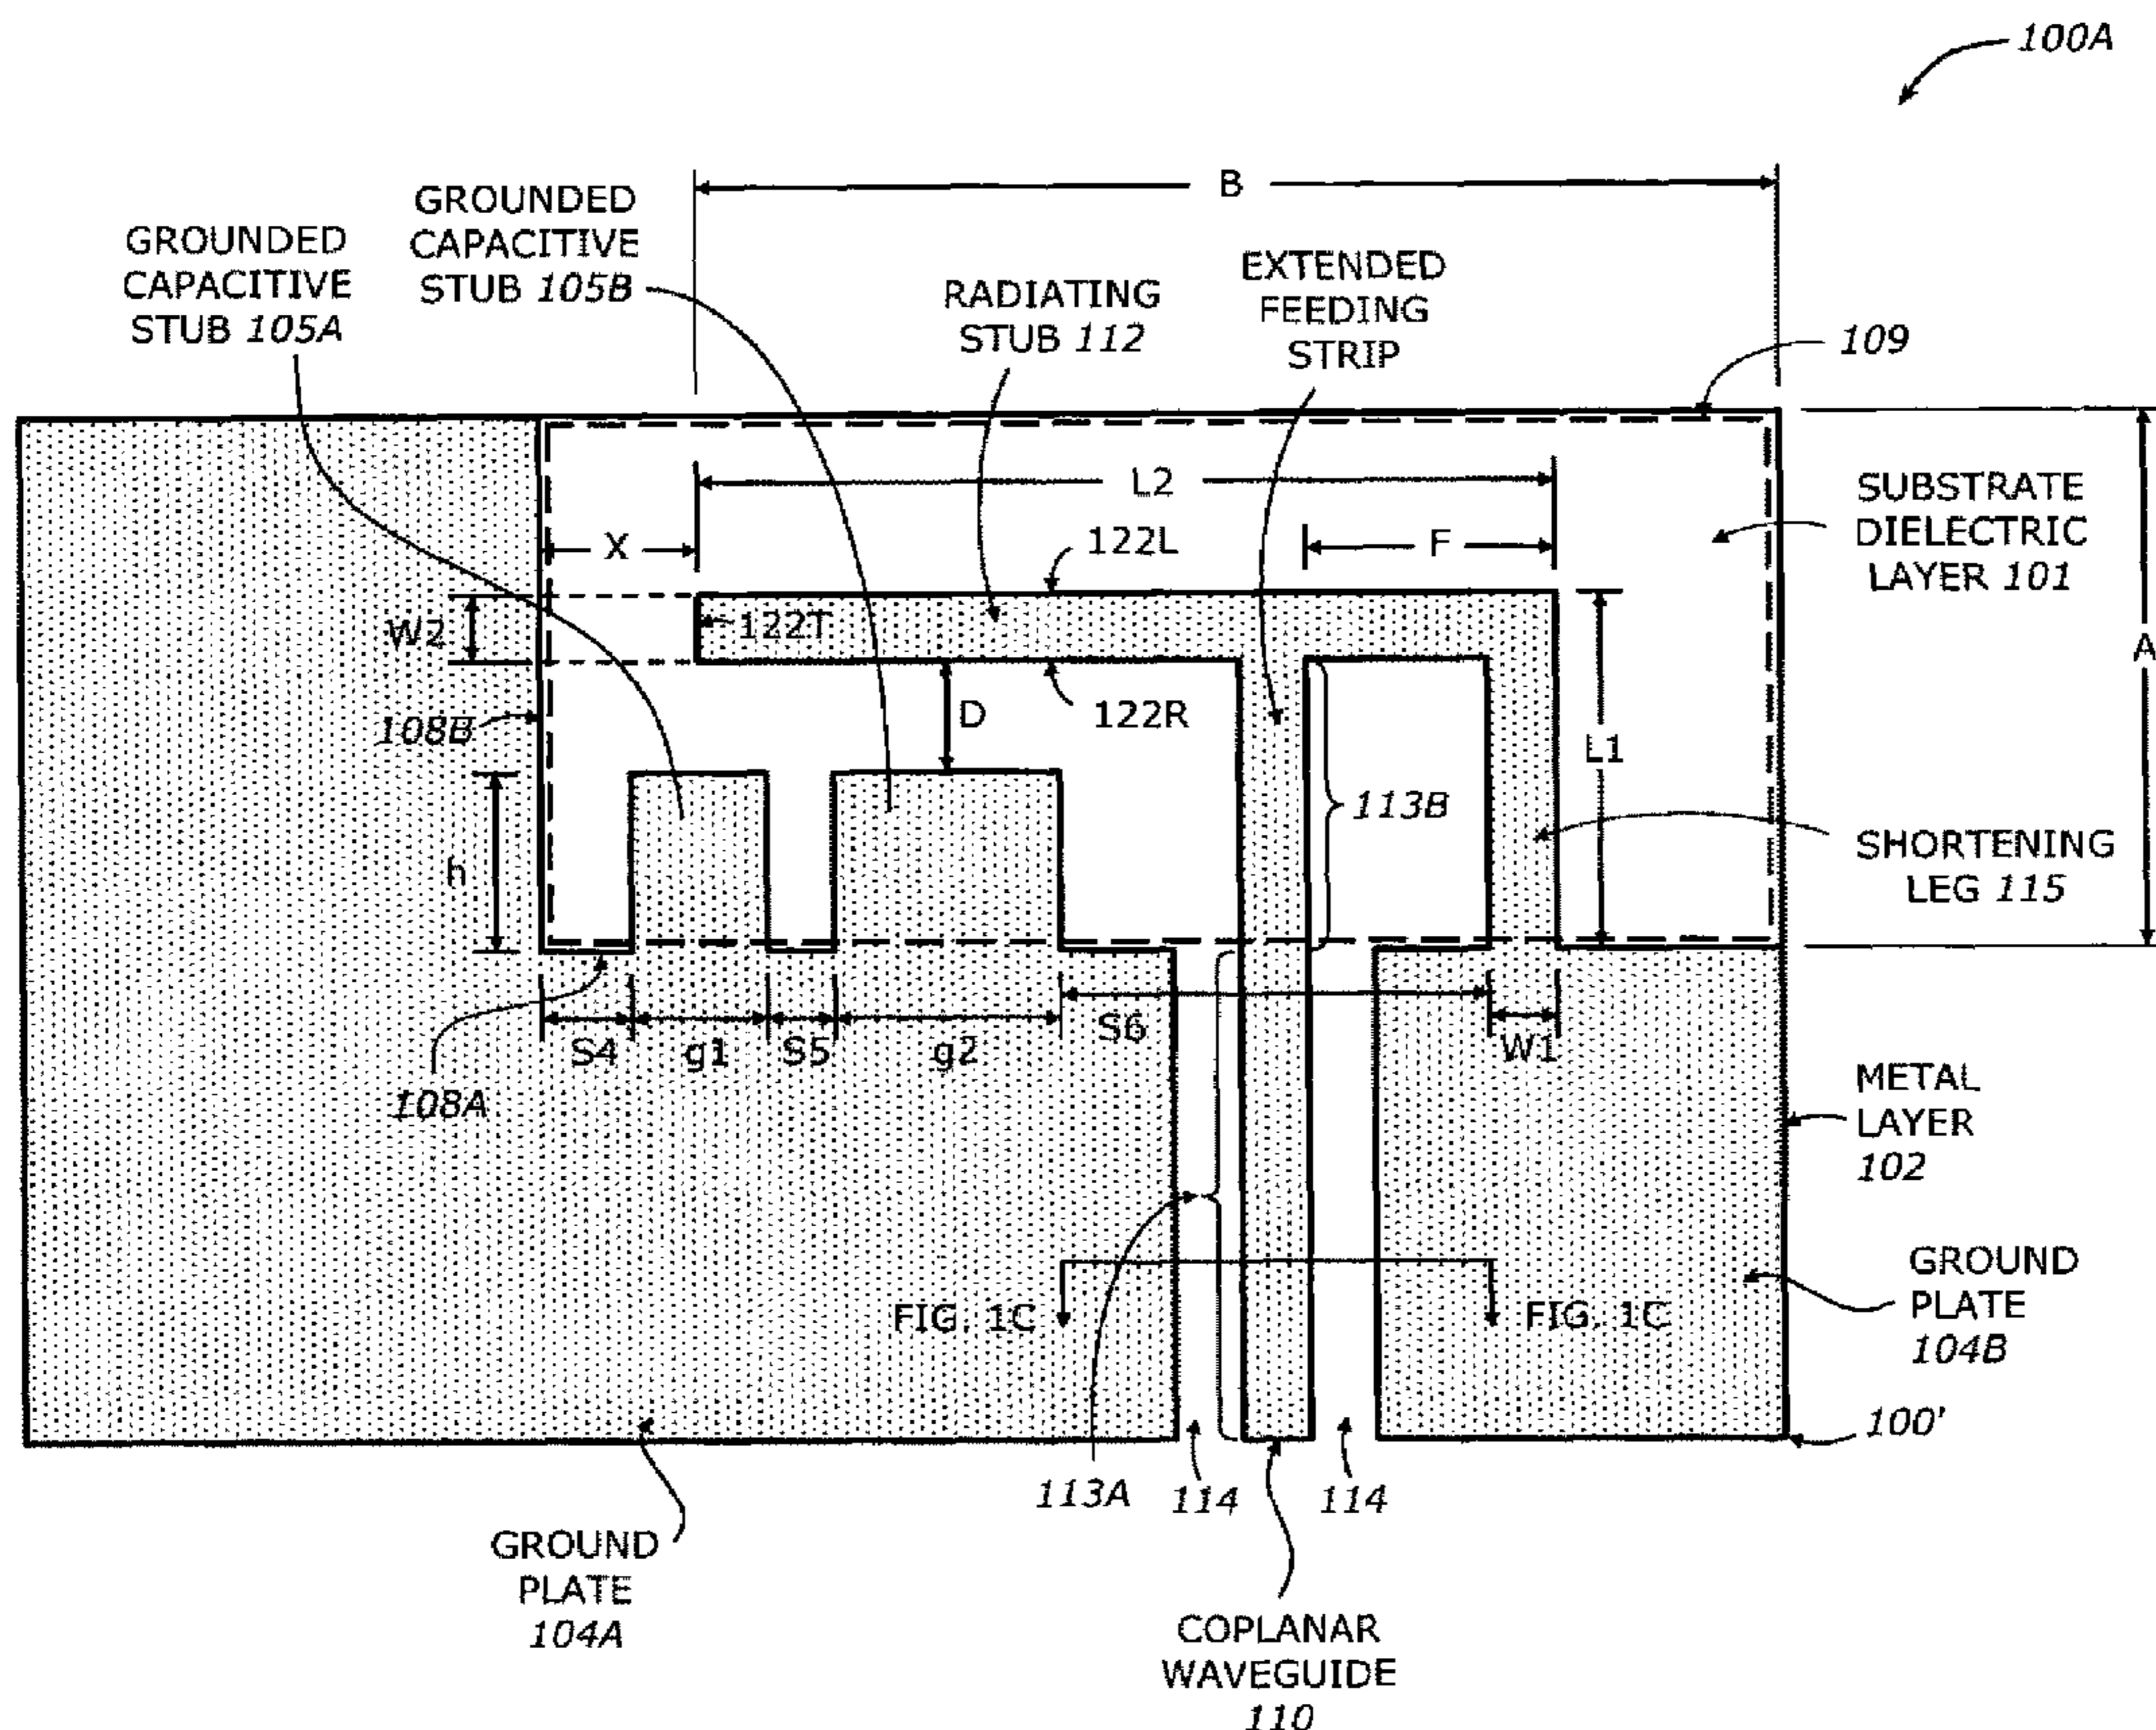 100A
B
GROUNDED
CAPACITIVE
STUB 105A
GROUNDED
CAPACITIVE
STUB 105B
RADIATING
STUB 112
EXTENDED
FEEDING
STRIP
109
L2
X
122L
F
SUBSTRATE
DIELECTRIC
LAYER 101
W2
122T
A
108B
D
122R
L1
113B
h
SHORTENING
LEG 115
S4
g1
S5
g2
S6
W1
108A
METAL
LAYER
102
FIG. 1C
FIG. 1C
GROUND
PLATE
104B
100'
113A
114
114
GROUND
PLATE
104A
COPLANAR
WAVEGUIDE
110